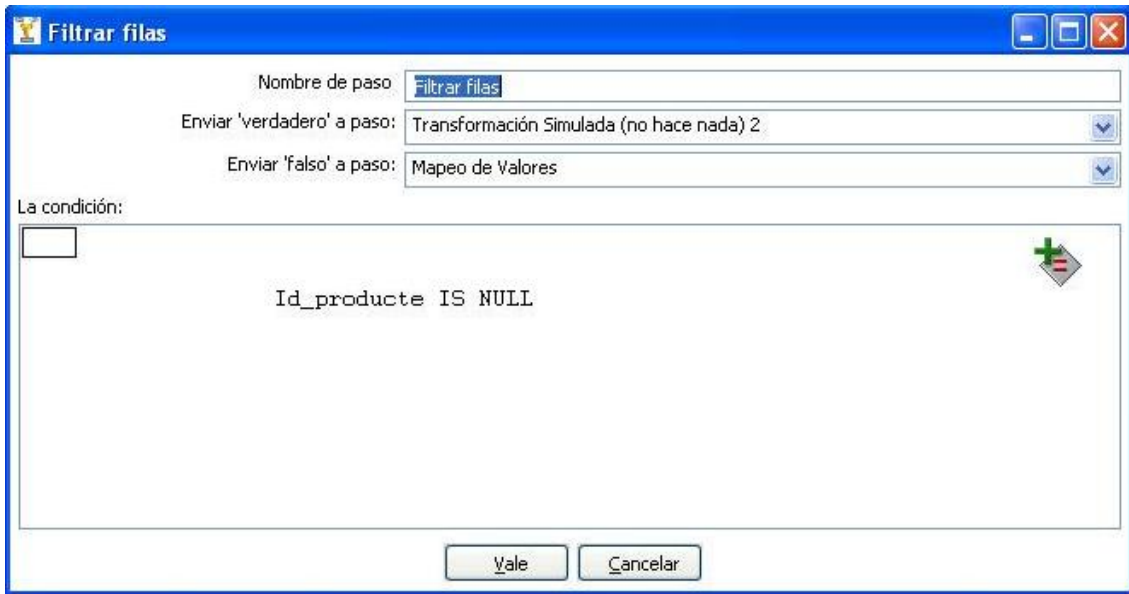 Filtrar filas
Nombre de paso Filtrar filas
Enviar 'verdadero' a paso: Transformación Simulada (no hace nada) 2
Enviar 'falso' a paso: Mapeo de Valores
La condición:
Id_producte IS NULL
Vale Cancelar